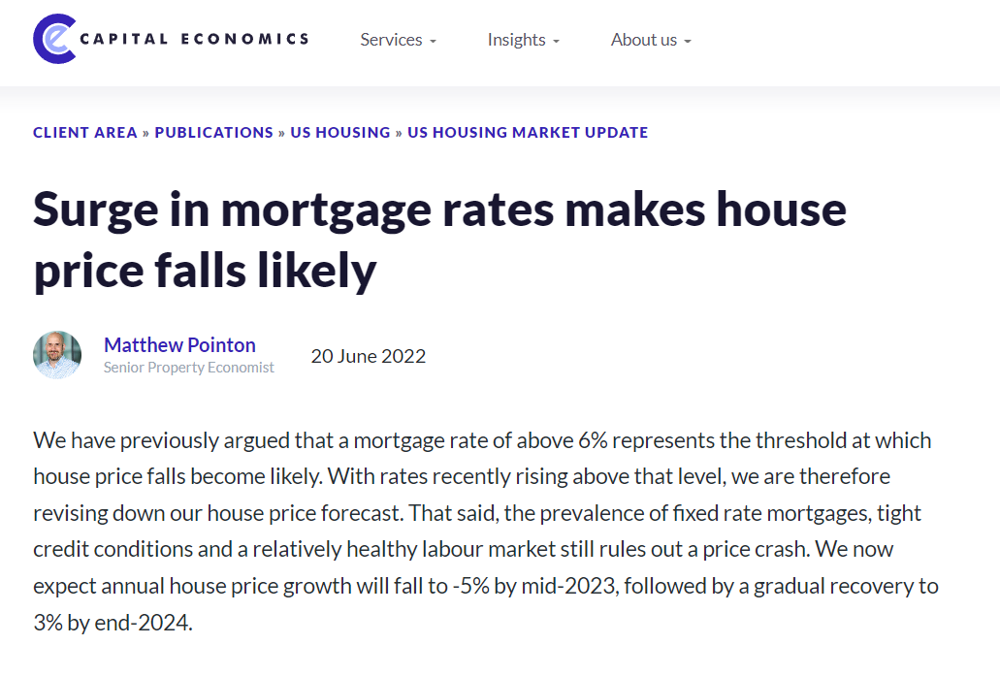 CAPITAL ECONOMICS
Services
Insights
About us
CLIENT AREA » PUBLICATIONS » US HOUSING » US HOUSING MARKET UPDATE
Surge in mortgage rates makes house
price falls likely
Matthew Pointon
Senior Property Economist
20 June 2022
We have previously argued that a mortgage rate of above 6% represents the threshold at which
house price falls become likely. With rates recently rising above that level, we are therefore
revising down our house price forecast. That said, the prevalence of fixed rate mortgages, tight
credit conditions and a relatively healthy labour market still rules out a price crash. We now
expect annual house price growth will fall to -5% by mid-2023, followed by a gradual recovery to
3% by end-2024.